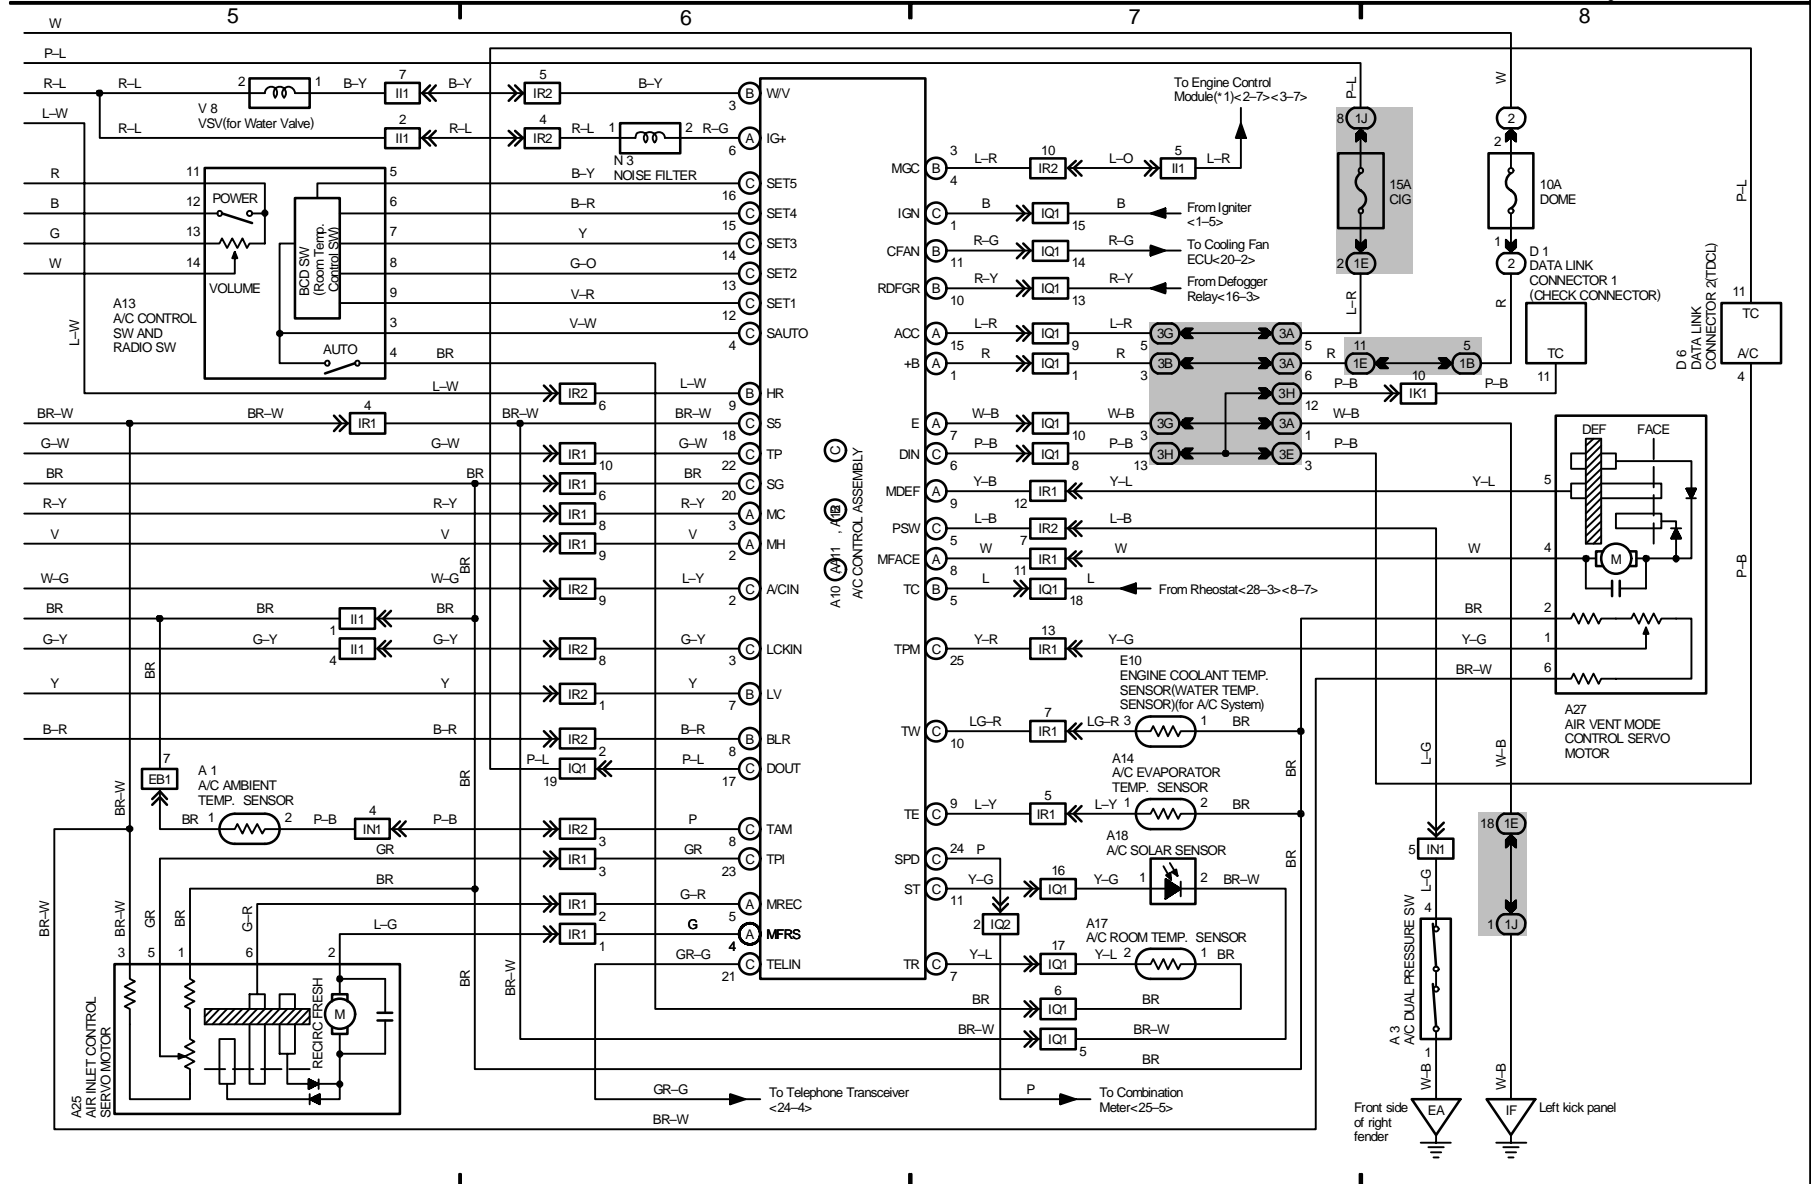 5 6 7 8
W
P–L
R–L R–L 2 1 B–Y 7 II1 B–Y 5 IR2 B–Y B 3 W/V
V 8
VSV(for Water Valve)
L–W
R–L 2 II1 R–L 4 IR2 R–L 1 2 R–G A 6 IG+
N 3
NOISE FILTER
R 11 5 B–Y C 16 SET5
POWER
B 12 6 B–R C 15 SET4
G 13 7 Y C 14 SET3
W 14 8 G–O C 13 SET2
VOLUME
9 V–R C 12 SET1
3 V–W C 4 SAUTO
AUTO 4 BR
BCD SW
(Room Temp.
Control SW)
A13
A/C CONTROL
SW AND
RADIO SW
L–W
L–W IR2 6 L–W B 9 HR
BR–W BR–W 4 IR1 BR–W BR–W C 18 S5
G–W G–W IR1 10 G–W C 22 TP
BR BR IR1 6 BR C 20 SG
R–Y IR1 8 R–Y A 3 MC
V V IR1 9 V A 2 MH
BR
W–G W–G IR2 9 L–Y C 2 A/CIN
BR BR II1 1 BR
G–Y G–Y II1 4 G–Y IR2 8 G–Y C 3 LCKIN
BR
Y Y IR2 1 Y B 7 LV
B–R B–R IR2 2 B–R B 8 BLR
P–L IQ1 19 P–L C 17 DOUT
7
EB1
A 1
A/C AMBIENT
TEMP. SENSOR
BR 1 2 P–B 4 IN1 P–B IR2 3 P C 8 TAM
BR–W
BR
GR IR1 3 GR C 23 TPI
BR
G–R IR1 2 A 5 MREC
L–G IR1 1 G A 4 MFRS
GR–G C 21 TELIN
BR–W BR–W GR BR G–R
3 5 1 6 2
BR BR–W
RECIRC FRESH
M
A25
AIR INLET CONTROL
SERVO MOTOR
GR–G To Telephone Transceiver
<24–4>
BR–W
A10 A A11 , A12 B C
A/C CONTROL ASSEMBLY
To Engine Control
Module(*1)<2–7><3–7>
MGC B 3 4 L–R 10 IR2 L–O 5 II1 L–R
IGN C 1 B IQ1 15 B From Igniter
<1–5>
CFAN B 11 R–G IQ1 14 R–G To Cooling Fan
ECU<20–2>
RDFGR B 10 R–Y IQ1 13 R–Y From Defogger
Relay<16–3>
ACC A 15 L–R IQ1 9 L–R 5 3G 3A 5
+B A 1 R IQ1 1 R 3 3B 3A 6 R 11 1E 5 1B
3H 12 P–B 10 IK1 P–B
E A 7 W–B IQ1 10 W–B 3 3G 3A 1 W–B
DIN C 6 P–B IQ1 8 P–B 13 3H 3E 3 P–B
MDEF A 9 Y–B 12 IR1 Y–L Y–L 5
PSW C 5 L–B 7 IR2 L–B
MFACE A 8 W 11 IR1 W W 4
TC B 5 L IQ1 18 L From Rheostat<28–3><8–7>
BR 2
TPM C 25 Y–R 13 IR1 Y–G Y–G 1
BR–W 6
E10
ENGINE COOLANT TEMP.
SENSOR(WATER TEMP.
SENSOR)(for A/C System)
TW C 10 LG–R 7 IR1 LG–R 3 1 BR
A14
A/C EVAPORATOR
TEMP. SENSOR
TE C 9 L–Y 5 IR1 L–Y 1 2 BR
BR
BR
A18
A/C SOLAR SENSOR
SPD C 24 P
ST C 11 Y–G 16 IQ1 Y–G 1 2 BR–W
2 IQ2
A17
A/C ROOM TEMP. SENSOR
TR C 7 Y–L 17 IQ1 Y–L 2 1 BR
BR 6 IQ1 BR
BR–W IQ1 5 BR–W
BR
P To Combination
Meter<25–5>
P–L
8 1J
15A
CIG
2 1E
L–R
W
2
2
10A
DOME
1
2
R
D 1
DATA LINK
CONNECTOR 1
(CHECK CONNECTOR)
TC
11
P–L
D 6
DATA LINK
CONNECTOR 2(TDCL)
11
TC
A/C
4
P–B
DEF FACE
M
A27
AIR VENT MODE
CONTROL SERVO
MOTOR
L–G
5 IN1
L–G
4
A 3
A/C DUAL PRESSURE SW
1
W–B
Front side
of right
fender
EA
W–B
18 1E
1 1J
W–B
IF Left kick panel